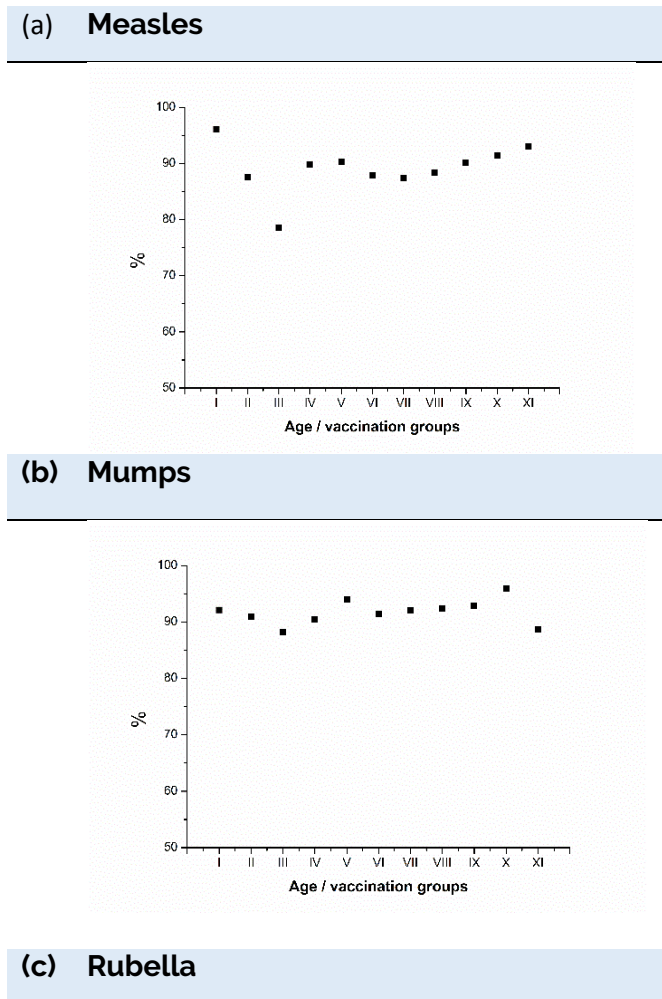 (a) Measles
100
90
80
70
60
50
%
I II III IV V VI VII VIII IX X XI
Age / vaccination groups
(b) Mumps
100
90
80
70
60
50
%
I II III IV V VI VII VIII IX X XI
Age / vaccination groups
(c) Rubella